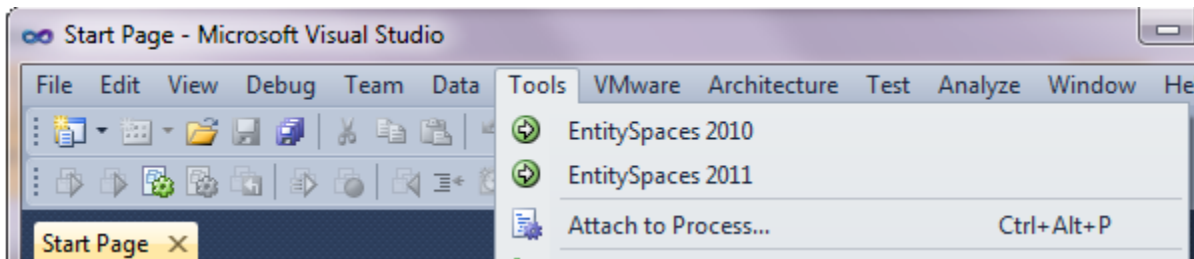 Start Page - Microsoft Visual Studio
File Edit View Debug Team Data Tools VMware Architecture Test Analyze Window He
EntitySpaces 2010
EntitySpaces 2011
Attach to Process... Ctrl+Alt+P
Start Page